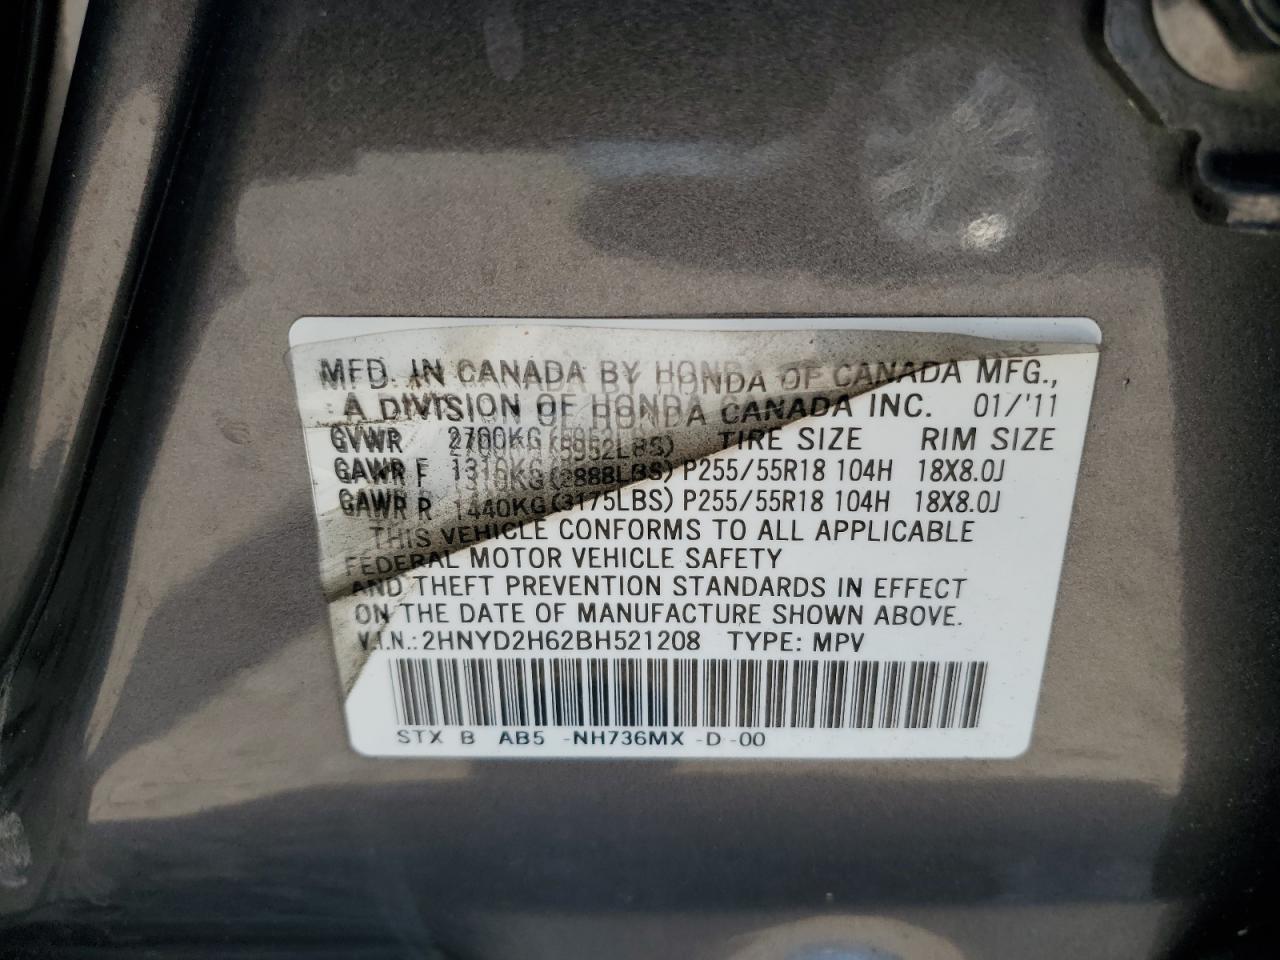 MFD. IN CANADA BY HONDA OF CANADA MFG.,
A DIVISION OF HONDA CANADA INC. 01/'11
GVWR 2700KG (5952LBS) TIRE SIZE RIM SIZE
GAWR F 1310KG (2888LBS) P255/55R18 104H 18X8.0J
GAWR R 1440KG (3175LBS) P255/55R18 104H 18X8.0J
THIS VEHICLE CONFORMS TO ALL APPLICABLE
FEDERAL MOTOR VEHICLE SAFETY
AND THEFT PREVENTION STANDARDS IN EFFECT
ON THE DATE OF MANUFACTURE SHOWN ABOVE.
V.I.N.: 2HNYD2H62BH521208 TYPE: MPV
STX B AB5 -NH736MX -D -00